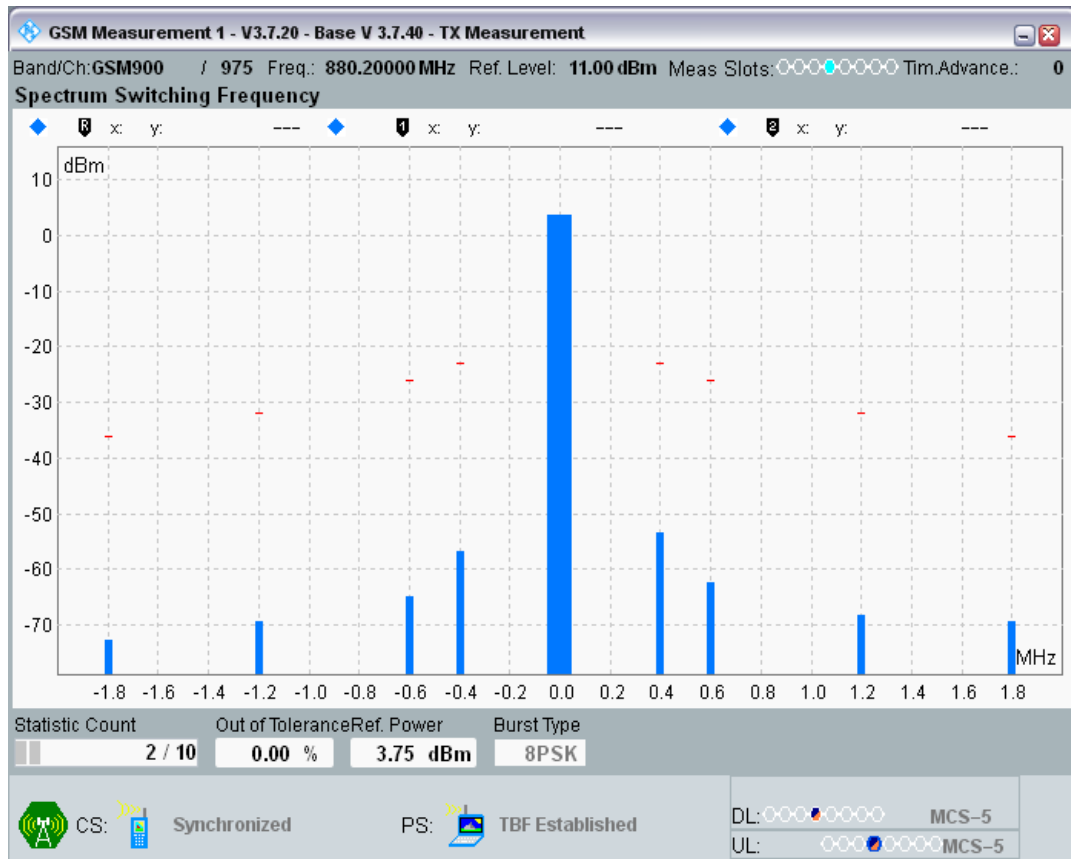 GSM Measurement 1 - V3.7.20 - Base V 3.7.40 - TX Measurement
Band/Ch:GSM900 / 975 Freq.: 880.20000 MHz Ref. Level: 11.00 dBm Meas Slots: Tim.Advance.: 0
Spectrum Switching Frequency
R x: y: --- 1 x: y: --- 2 x: y: ---
dBm
10
0
-10
-20
-30
-40
-50
-60
-70
MHz
-1.8 -1.6 -1.4 -1.2 -1.0 -0.8 -0.6 -0.4 -0.2 0.0 0.2 0.4 0.6 0.8 1.0 1.2 1.4 1.6 1.8
Statistic Count Out of Tolerance Ref. Power Burst Type
2 / 10 0.00 % 3.75 dBm 8PSK
CS: Synchronized PS: TBF Established
DL: MCS-5
UL: MCS-5